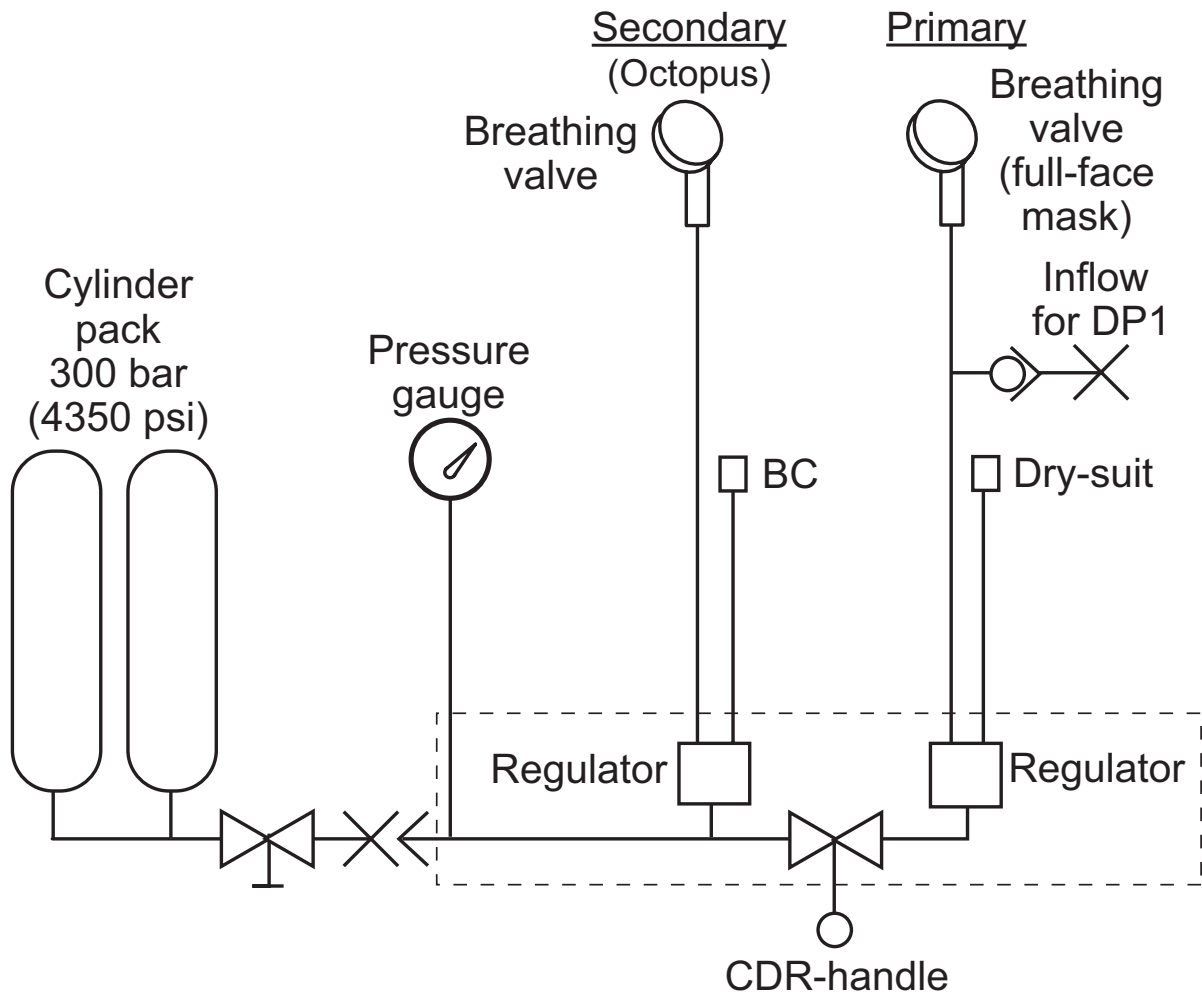 Secondary
(Octopus)
Primary
Breathing
valve
Breathing
valve
(full-face
mask)
Inflow
for DP1
Cylinder
pack
300 bar
(4350 psi)
Pressure
gauge
BC
Dry-suit
Regulator
Regulator
CDR-handle